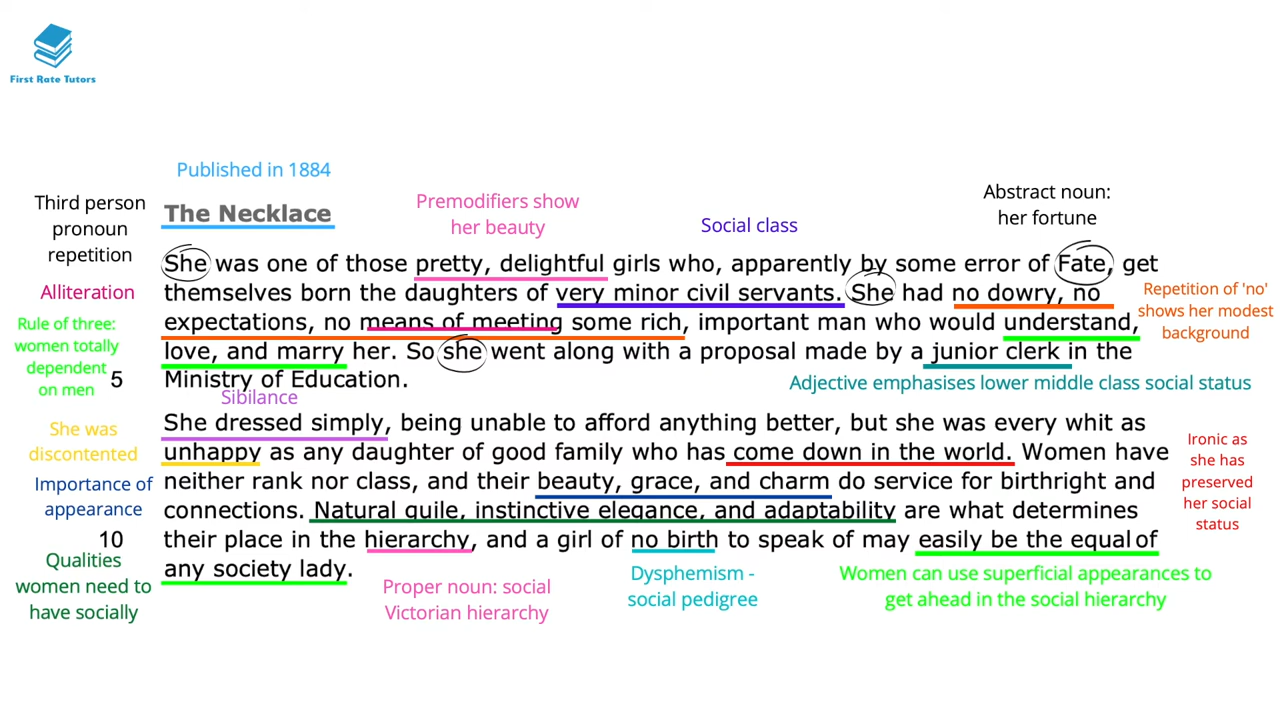 First Rate Tutors
Published in 1884
The Necklace
Third person
pronoun
repetition
Premodifiers show
her beauty
Social class
Abstract noun:
her fortune
She was one of those pretty, delightful girls who, apparently by some error of Fate, get
themselves born the daughters of very minor civil servants. She had no dowry, no
expectations, no means of meeting some rich, important man who would understand,
love, and marry her. So she went along with a proposal made by a junior clerk in the
5 Ministry of Education.
Alliteration
Rule of three:
women totally
dependent
on men
Repetition of 'no'
shows her modest
background
Adjective emphasises lower middle class social status
Sibilance
She dressed simply, being unable to afford anything better, but she was every whit as
unhappy as any daughter of good family who has come down in the world. Women have
neither rank nor class, and their beauty, grace, and charm do service for birthright and
connections. Natural guile, instinctive elegance, and adaptability are what determines
10 their place in the hierarchy, and a girl of no birth to speak of may easily be the equal of
any society lady.
She was
discontented
Importance of
appearance
Qualities
women need to
have socially
Ironic as
she has
preserved
her social
status
Proper noun: social
Victorian hierarchy
Dysphemism -
social pedigree
Women can use superficial appearances to
get ahead in the social hierarchy